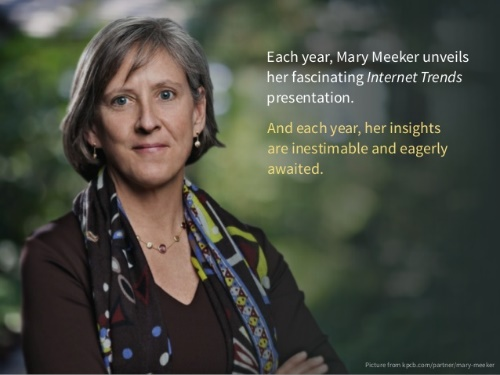 Each year, Mary Meeker unveils
her fascinating Internet Trends
presentation.
And each year, her insights
are inestimable and eagerly
awaited.
Picture from kpcb.com/partner/mary-meeker